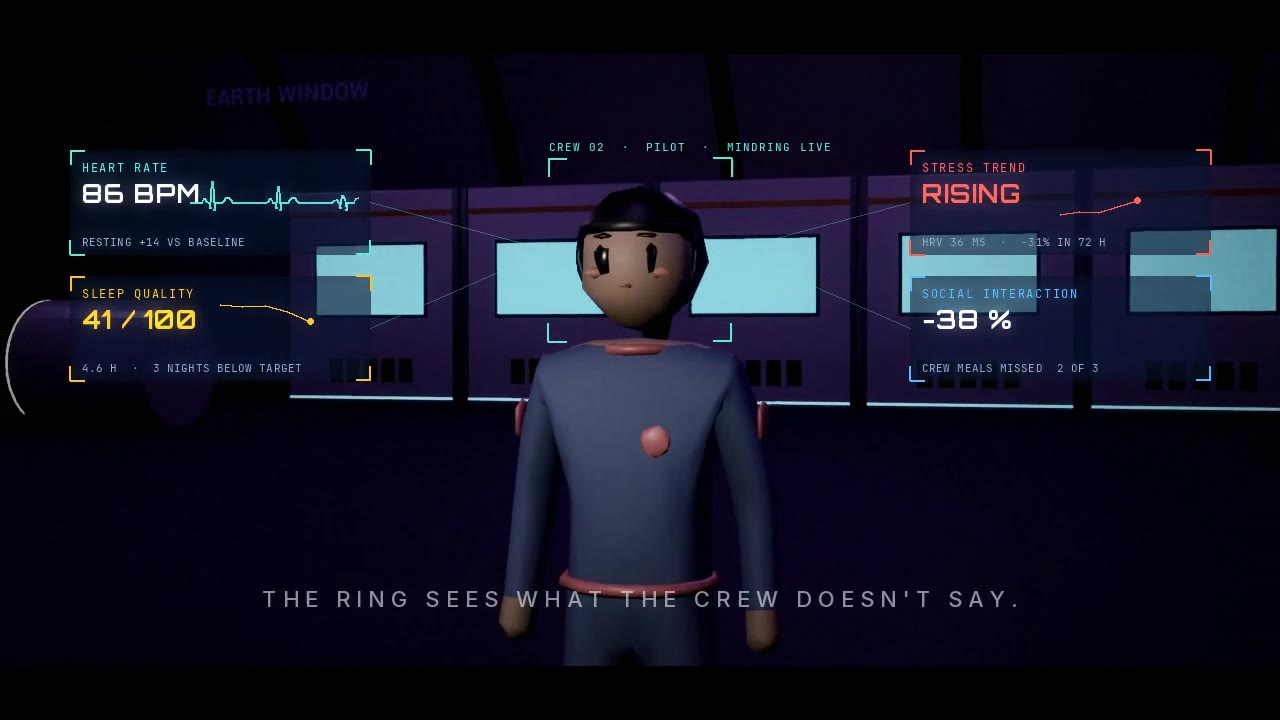 EARTH WINDOW
CREW 02 · PILOT · MINDRING LIVE
HEART RATE
86 BPM
RESTING +14 VS BASELINE
SLEEP QUALITY
41 / 100
4.6 H · 3 NIGHTS BELOW TARGET
STRESS TREND
RISING
HRV 36 MS · -31% IN 72 H
SOCIAL INTERACTION
-38 %
CREW MEALS MISSED 2 OF 3
THE RING SEES WHAT THE CREW DOESN'T SAY.